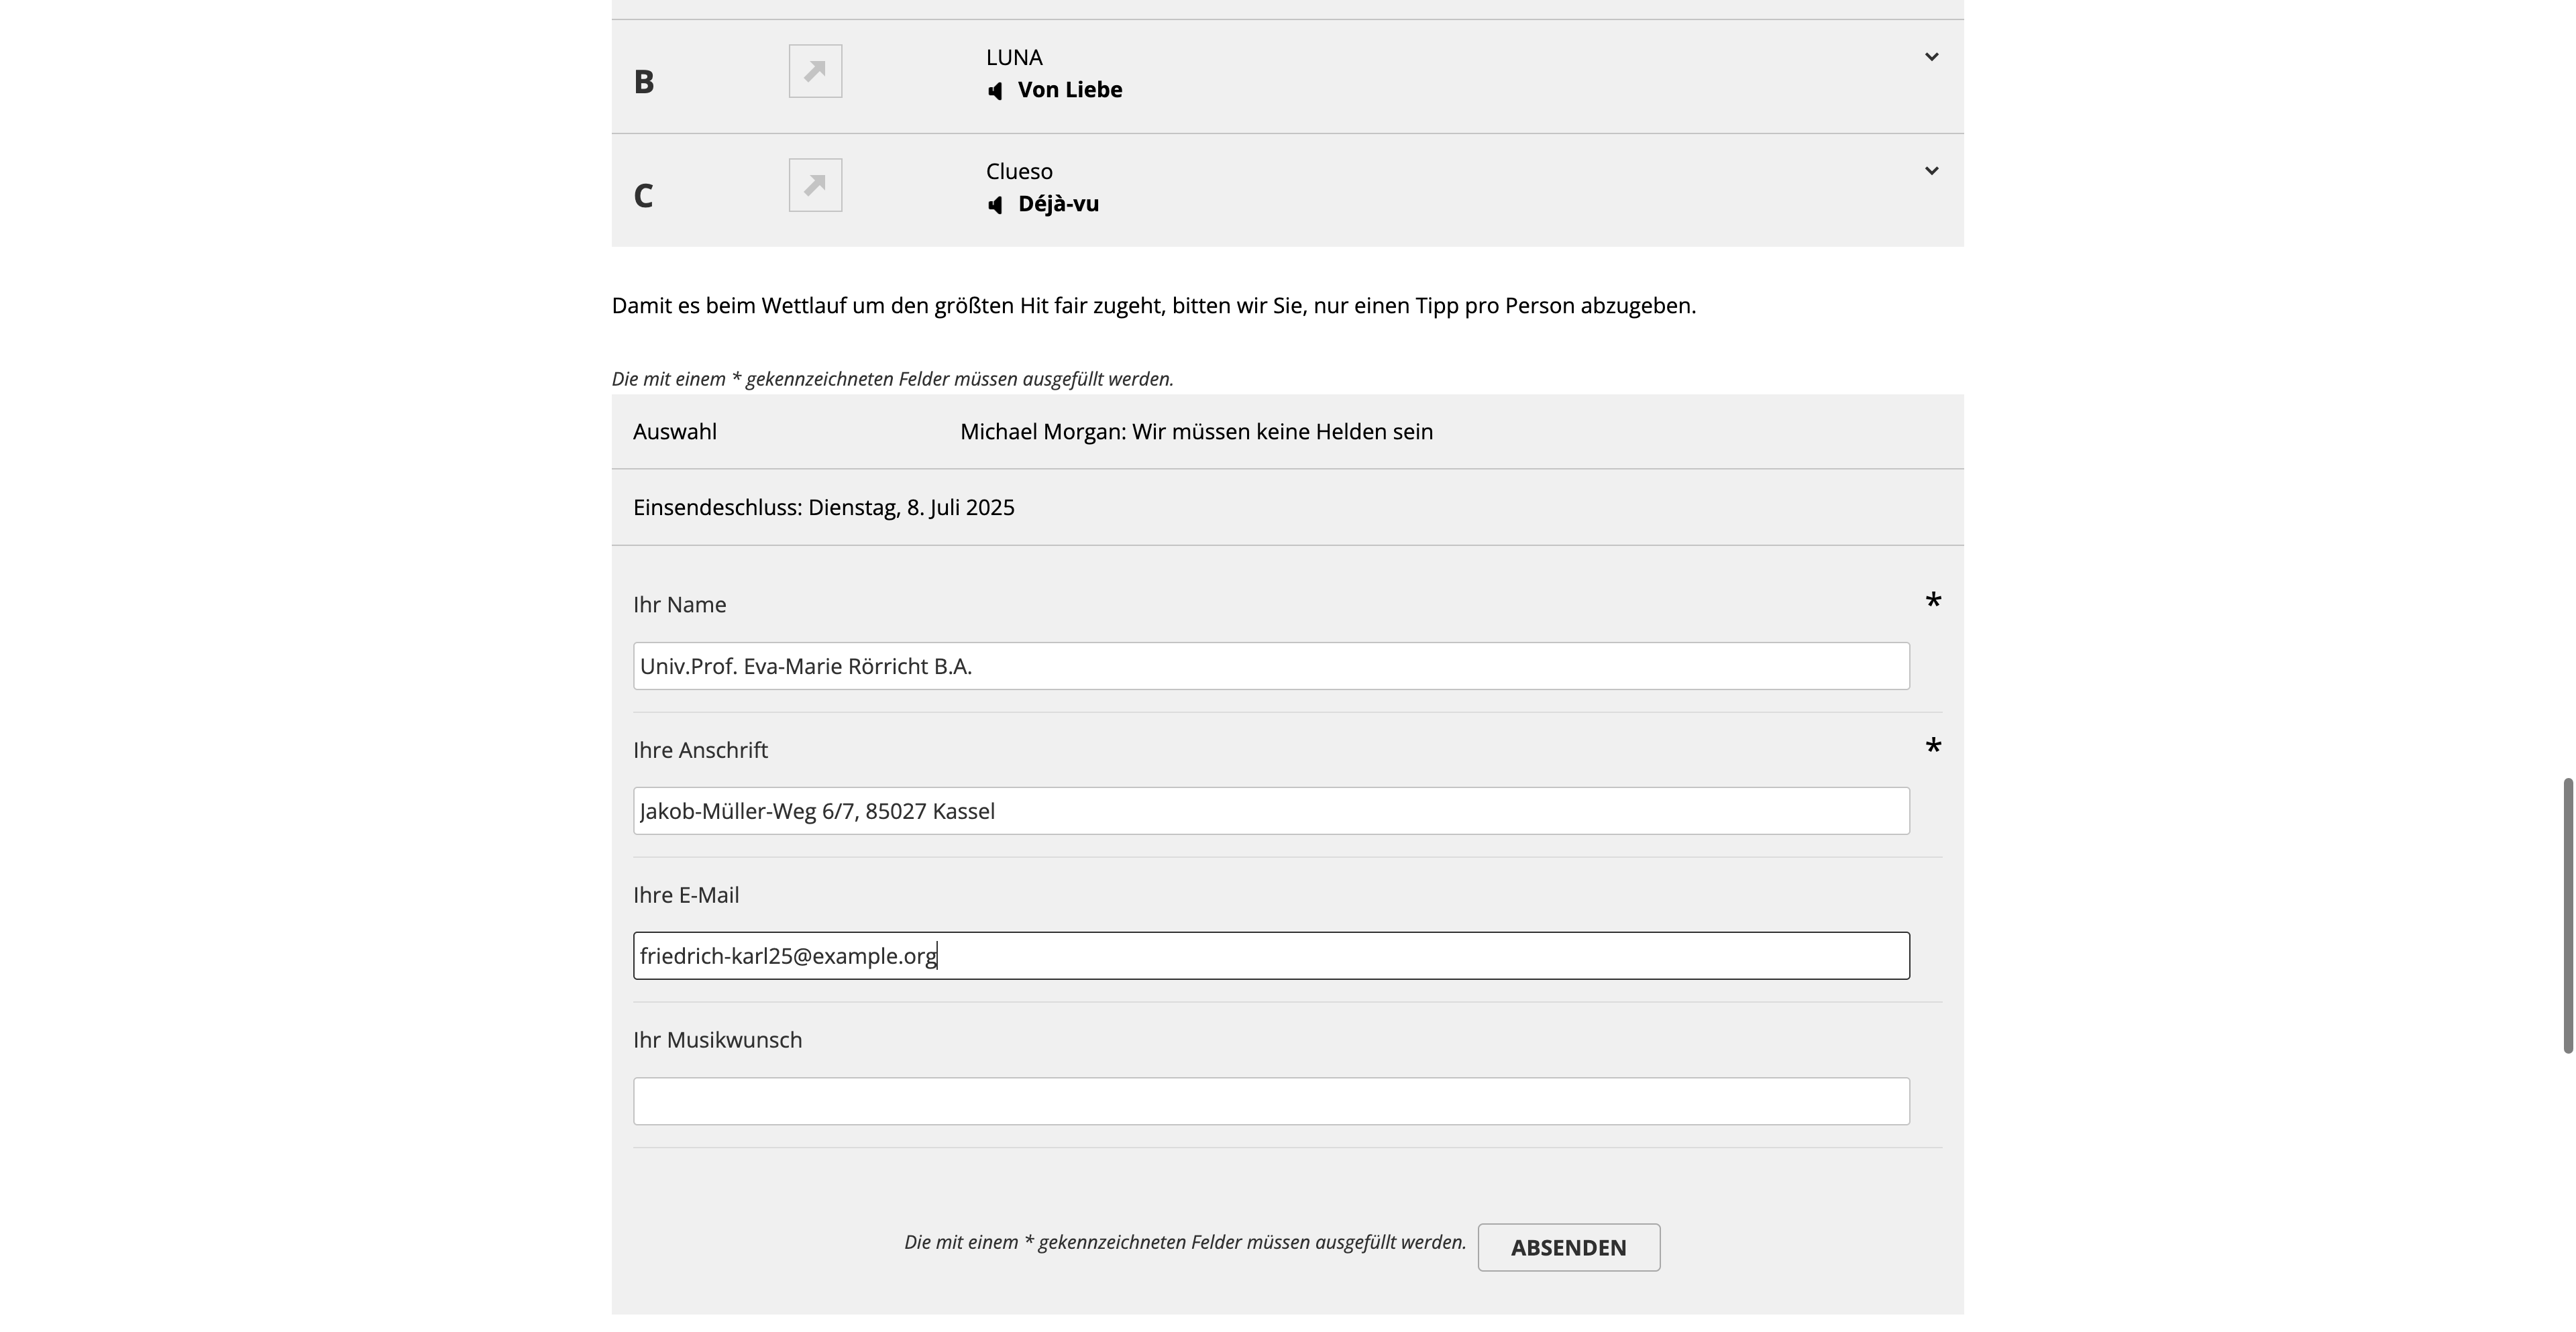 B
LUNA
Von Liebe
C
Clueso
Déjà-vu
Damit es beim Wettlauf um den größten Hit fair zugeht, bitten wir Sie, nur einen Tipp pro Person abzugeben.
Die mit einem * gekennzeichneten Felder müssen ausgefüllt werden.
Auswahl Michael Morgan: Wir müssen keine Helden sein
Einsendeschluss: Dienstag, 8. Juli 2025
Ihr Name *
Univ.Prof. Eva-Marie Rörricht B.A.
Ihre Anschrift *
Jakob-Müller-Weg 6/7, 85027 Kassel
Ihre E-Mail
friedrich-karl25@example.org
Ihr Musikwunsch
Die mit einem * gekennzeichneten Felder müssen ausgefüllt werden. ABSENDEN